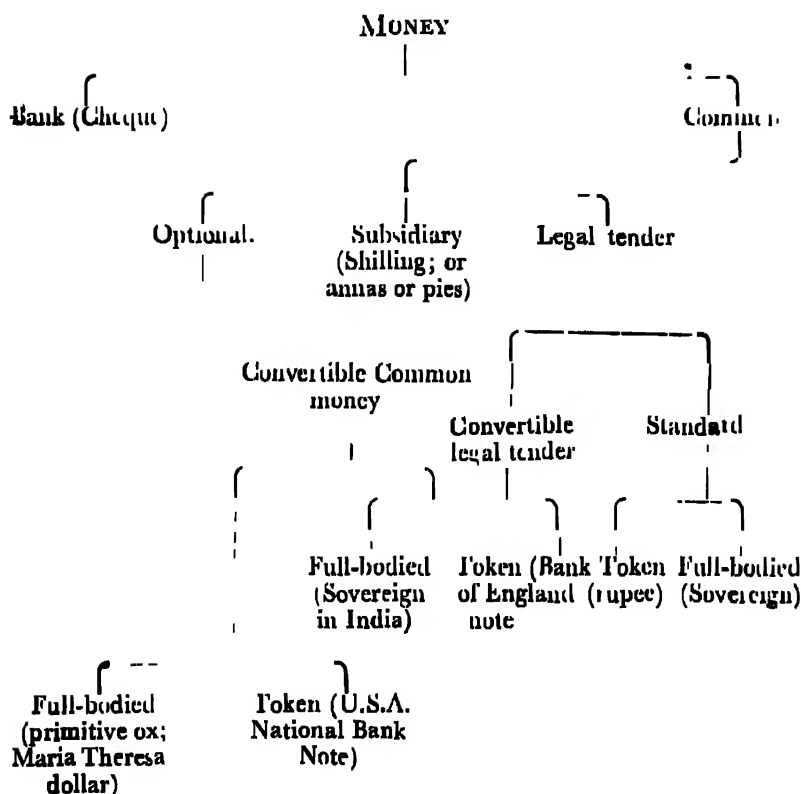 MONEY
Bank (Cheque)
Common
Optional.
Subsidiary
(Shilling; or
annas or pies)
Legal tender
Convertible Common
money
Convertible
legal tender
Standard
Full-bodied
(Sovereign
in India)
Token (Bank
of England
note
Token
(rupee)
Full-bodied
(Sovereign)
Full-bodied
(primitive ox;
Maria Theresa
dollar)
Token (U.S.A.
National Bank
Note)